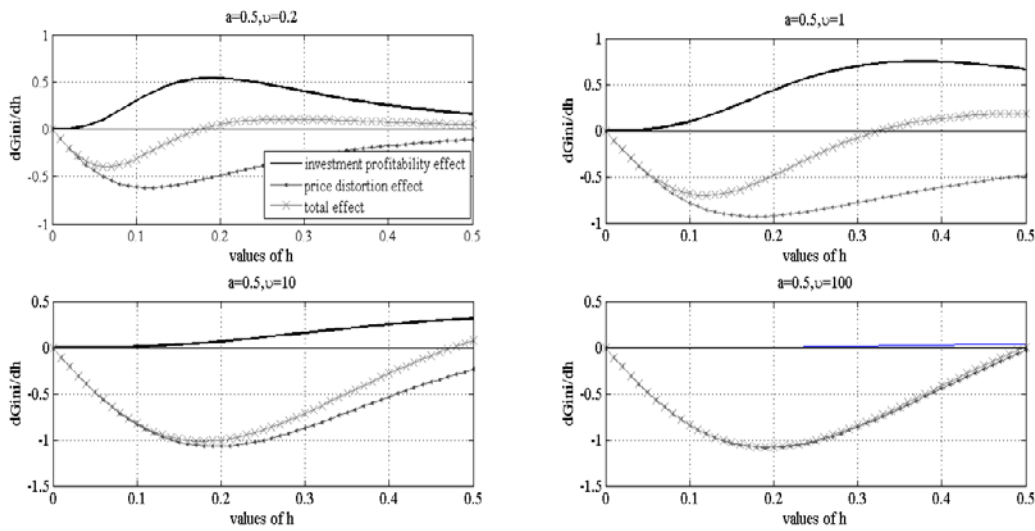 a=0.5,υ=0.2
1
0.5
0
-0.5
-1
dGini/dh
investment profitability effect
price distortion effect
total effect
0 0.1 0.2 0.3 0.4 0.5
values of h
a=0.5,υ=1
1
0.5
0
-0.5
-1
dGini/dh
0 0.1 0.2 0.3 0.4 0.5
values of h
a=0.5,υ=10
0.5
0
-0.5
-1
-1.5
dGini/dh
0 0.1 0.2 0.3 0.4 0.5
values of h
a=0.5,υ=100
0.5
0
-0.5
-1
-1.5
dGini/dh
0 0.1 0.2 0.3 0.4 0.5
values of h